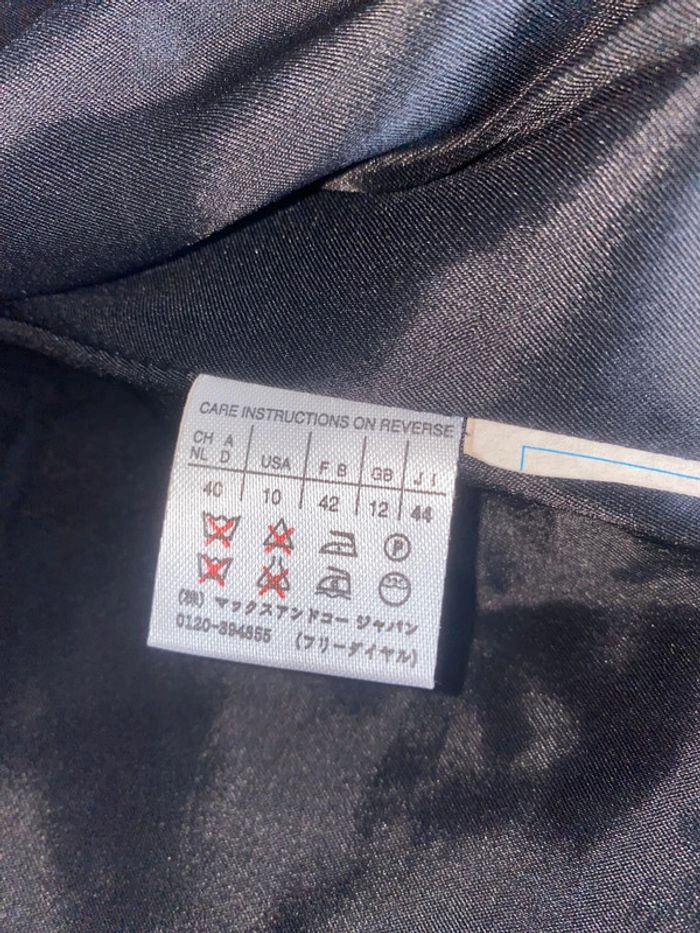 CARE INSTRUCTIONS ON REVERSE
CH A USA F B GB J I
NL D
40 10 42 12 44
P
(株) マックスアンドコー ジャパン
0120-394355 (フリーダイヤル)